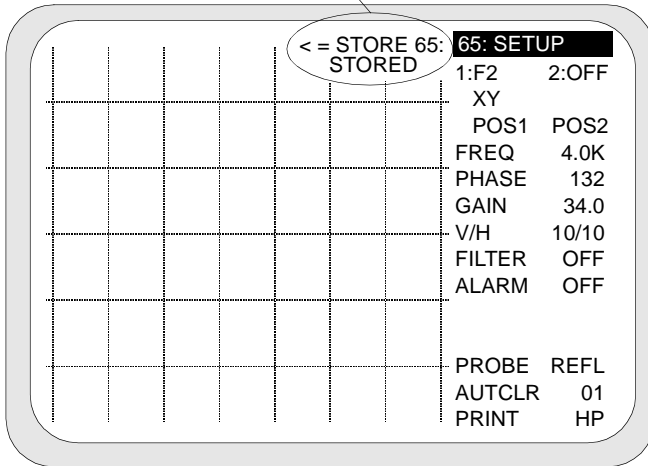 < = STORE 65:
STORED
65: SETUP
1:F2 2:OFF
XY
POS1 POS2
FREQ 4.0K
PHASE 132
GAIN 34.0
V/H 10/10
FILTER OFF
ALARM OFF
PROBE REFL
AUTCLR 01
PRINT HP